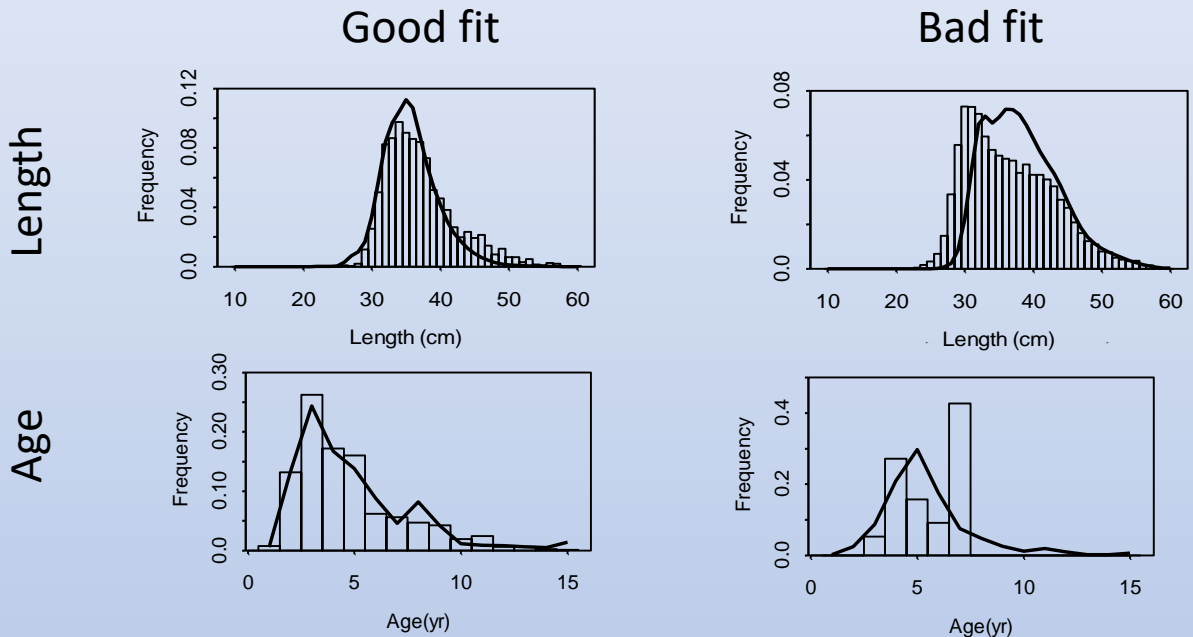 Good fit
Bad fit
Length
Frequency
0.0 0.04 0.08 0.12
10 20 30 40 50 60
Length (cm)
Frequency
0.0 0.04 0.08
10 20 30 40 50 60
Length (cm)
Age
Frequency
0.0 0.10 0.20 0.30
0 5 10 15
Age(yr)
Frequency
0.0 0.2 0.4
0 5 10 15
Age(yr)